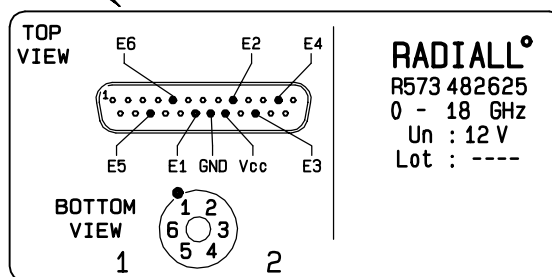 TOP
VIEW
E6 E2 E4
1
E5 E1 GND Vcc E3
BOTTOM
VIEW
1 2
6 3
5 4
1 2
RADIALL°
R573 482625
0 - 18 GHz
Un : 12 V
Lot : ----